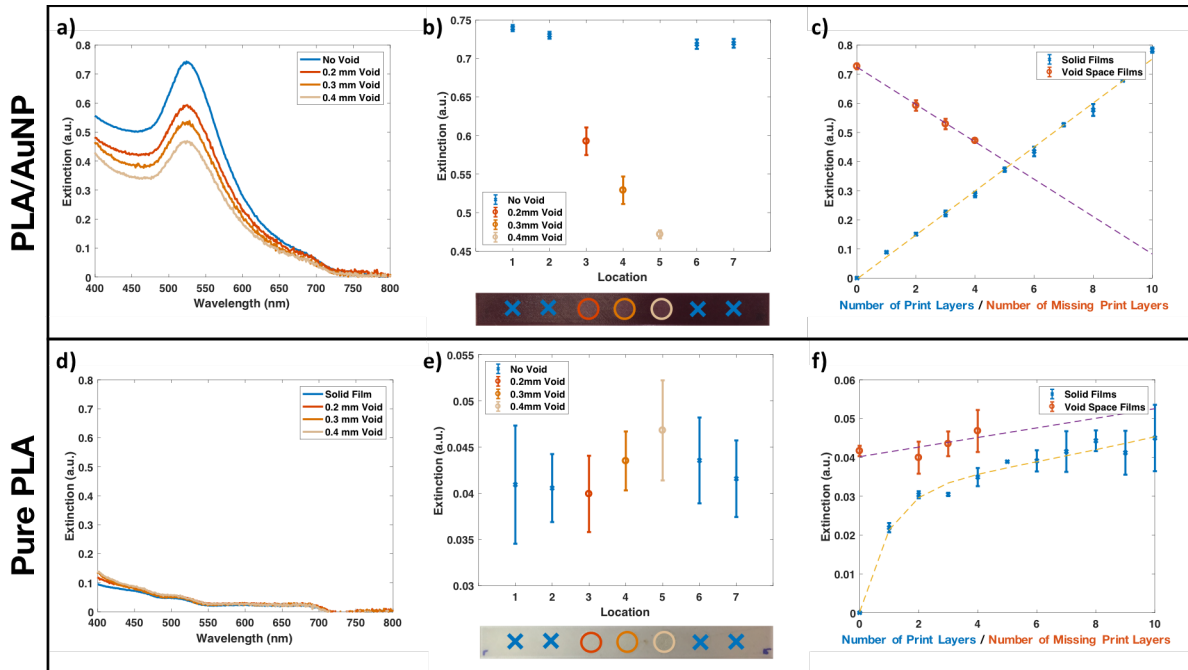 PLA/AuNP
a)
0.8
0.7
0.6
0.5
0.4
0.3
0.2
0.1
0
Extinction (a.u.)
No Void
0.2 mm Void
0.3 mm Void
0.4 mm Void
400 450 500 550 600 650 700 750 800
Wavelength (nm)
b)
0.75
0.7
0.65
0.6
0.55
0.5
0.45
Extinction (a.u.)
No Void
0.2mm Void
0.3mm Void
0.4mm Void
1 2 3 4 5 6 7
Location
c)
0.8
0.7
0.6
0.5
0.4
0.3
0.2
0.1
0
Extinction (a.u.)
Solid Films
Void Space Films
0 2 4 6 8 10
Number of Print Layers / Number of Missing Print Layers
Pure PLA
d)
0.8
0.7
0.6
0.5
0.4
0.3
0.2
0.1
0
Extinction (a.u.)
Solid Film
0.2 mm Void
0.3 mm Void
0.4 mm Void
400 450 500 550 600 650 700 750 800
Wavelength (nm)
e)
0.055
0.05
0.045
0.04
0.035
0.03
Extinction (a.u.)
No Void
0.2mm Void
0.3mm Void
0.4mm Void
1 2 3 4 5 6 7
Location
f)
0.06
0.05
0.04
0.03
0.02
0.01
0
Extinction (a.u.)
Solid Films
Void Space Films
0 2 4 6 8 10
Number of Print Layers / Number of Missing Print Layers